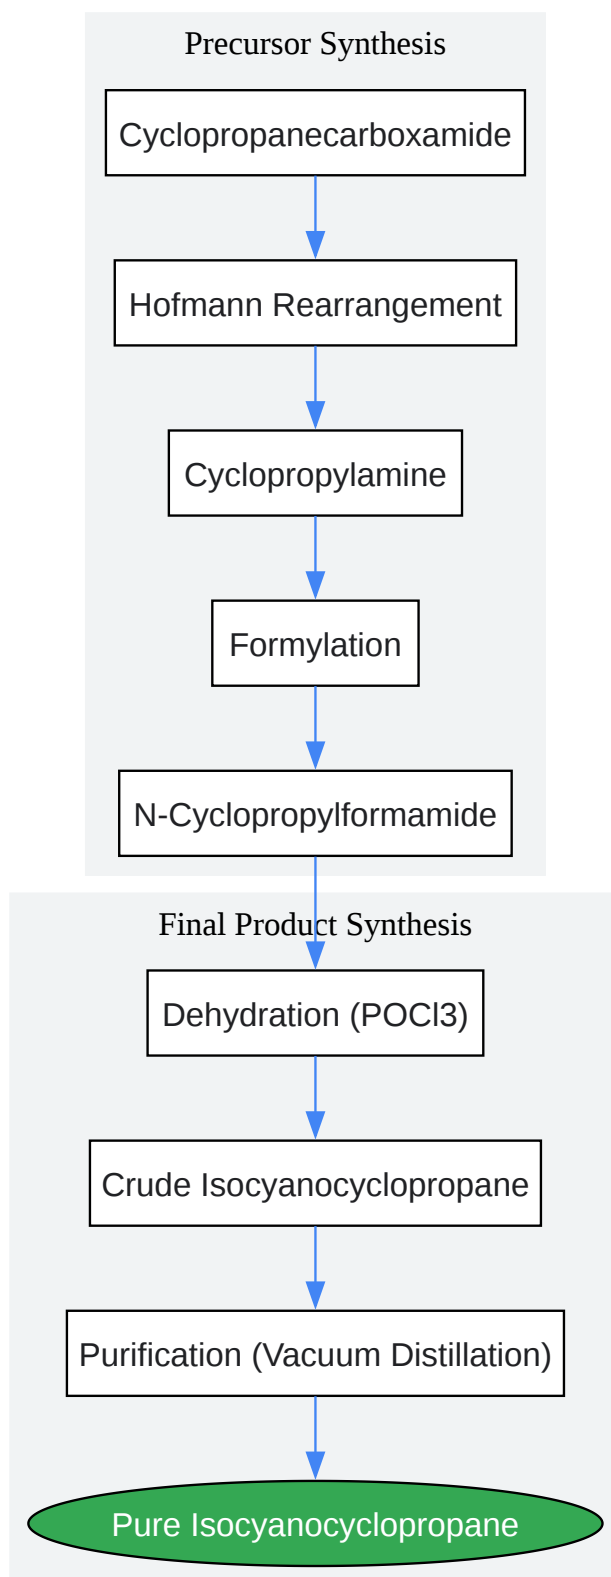 Precursor Synthesis
Cyclopropanecarboxamide
Hofmann Rearrangement
Cyclopropylamine
Formylation
N-Cyclopropylformamide
Final Product Synthesis
Dehydration (POCl3)
Crude Isocyanocyclopropane
Purification (Vacuum Distillation)
Pure Isocyanocyclopropane